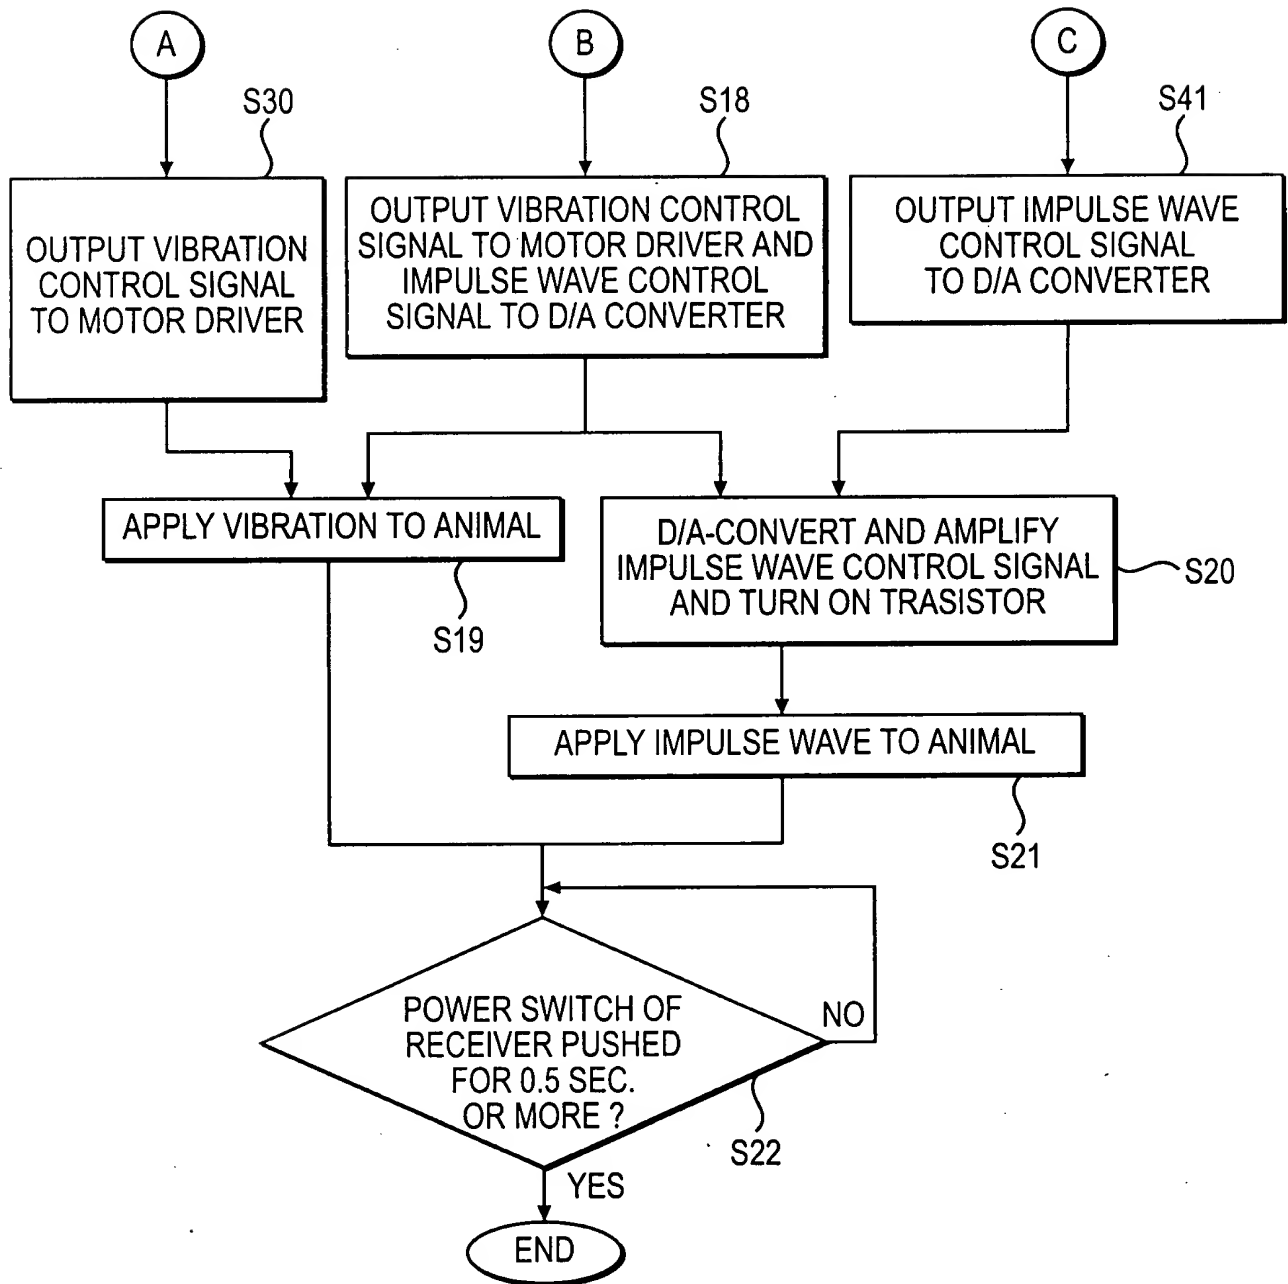 A
B
C
S30
S18
S41
OUTPUT VIBRATION
CONTROL SIGNAL
TO MOTOR DRIVER
OUTPUT VIBRATION CONTROL
SIGNAL TO MOTOR DRIVER AND
IMPULSE WAVE CONTROL
SIGNAL TO D/A CONVERTER
OUTPUT IMPULSE WAVE
CONTROL SIGNAL
TO D/A CONVERTER
APPLY VIBRATION TO ANIMAL
S19
D/A-CONVERT AND AMPLIFY
IMPULSE WAVE CONTROL SIGNAL
AND TURN ON TRASISTOR
S20
APPLY IMPULSE WAVE TO ANIMAL
S21
POWER SWITCH OF
RECEIVER PUSHED
FOR 0.5 SEC.
OR MORE ?
NO
S22
YES
END